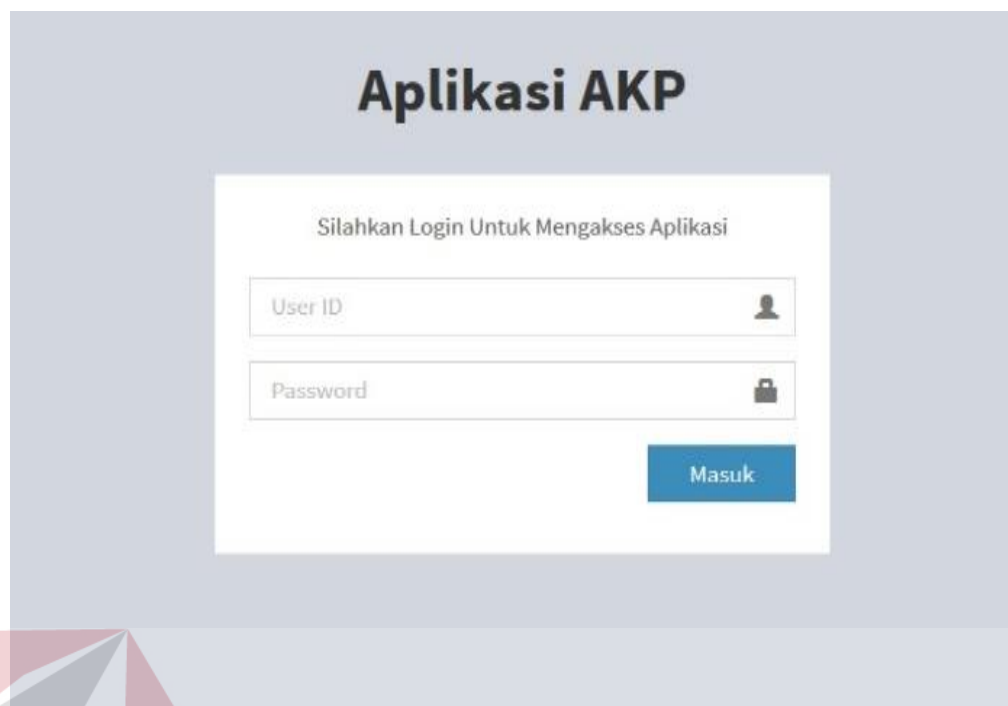 Aplikasi AKP
Silahkan Login Untuk Mengakses Aplikasi
User ID
Password
Masuk